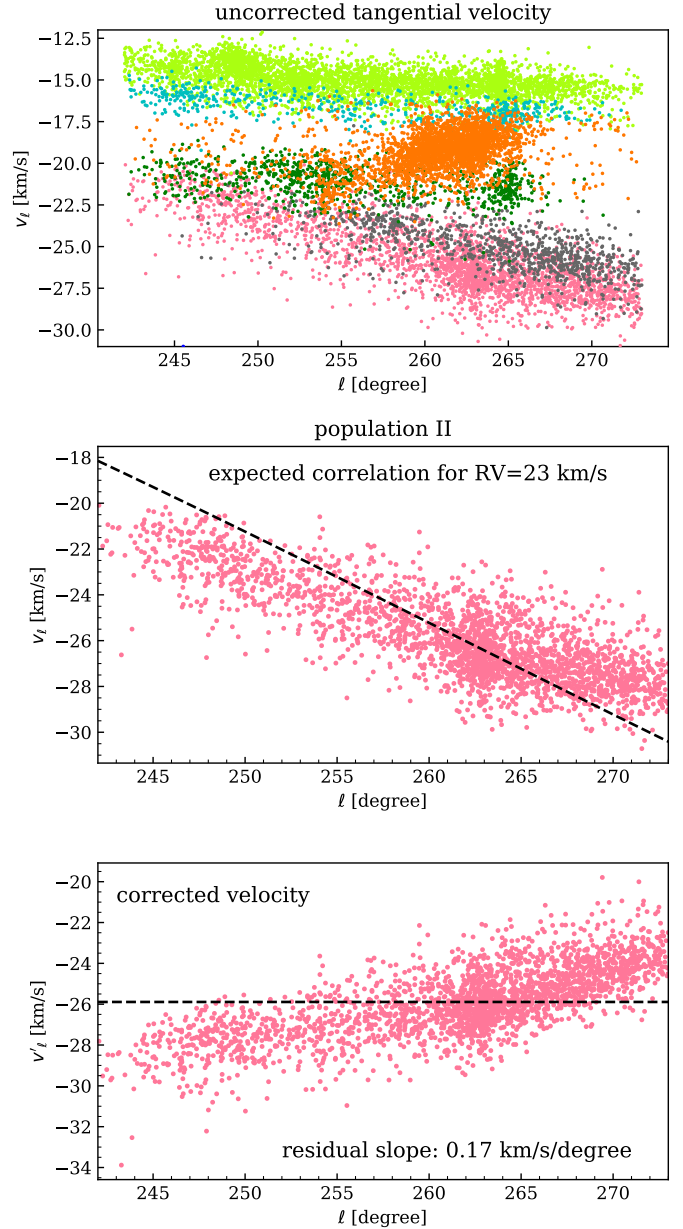 uncorrected tangential velocity
−12.5
−15.0
−17.5
−20.0
−22.5
−25.0
−27.5
−30.0
vℓ [km/s]
245 250 255 260 265 270
ℓ [degree]
population II
expected correlation for RV=23 km/s
−18
−20
−22
−24
−26
−28
−30
vℓ [km/s]
245 250 255 260 265 270
ℓ [degree]
corrected velocity
−20
−22
−24
−26
−28
−30
−32
−34
v′ℓ [km/s]
residual slope: 0.17 km/s/degree
245 250 255 260 265 270
ℓ [degree]